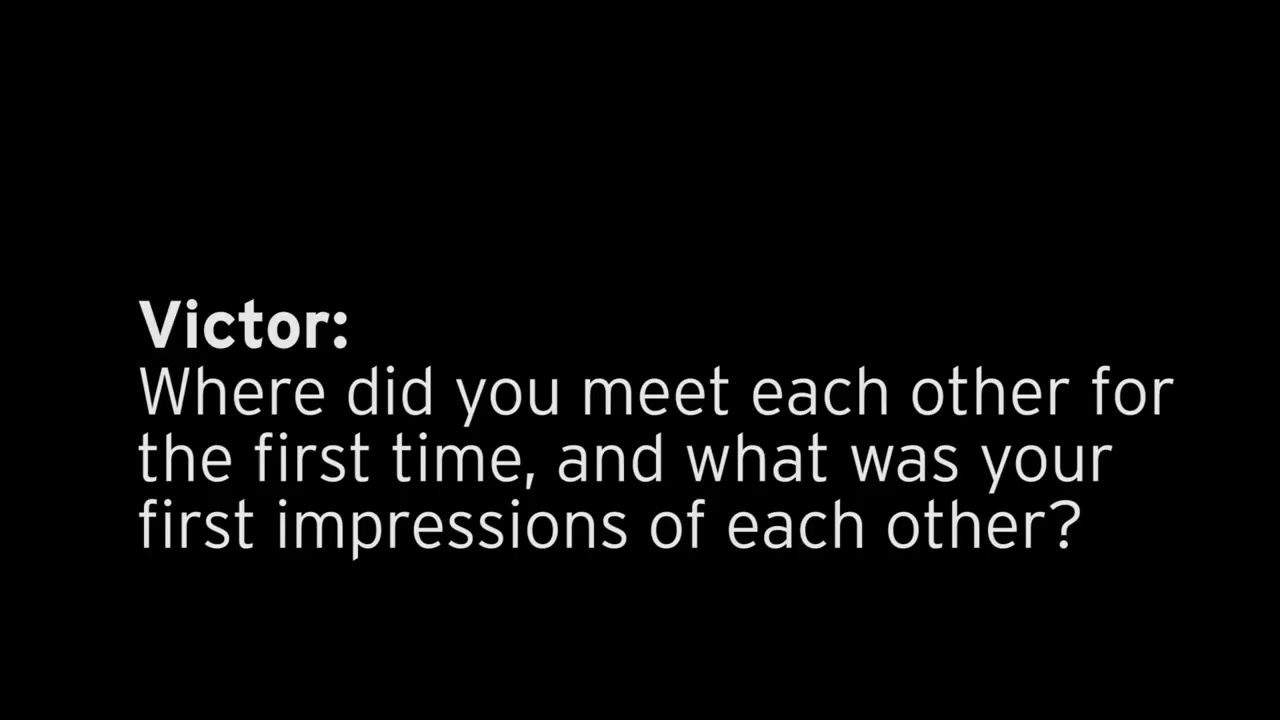 Victor:
Where did you meet each other for
the first time, and what was your
first impressions of each other?